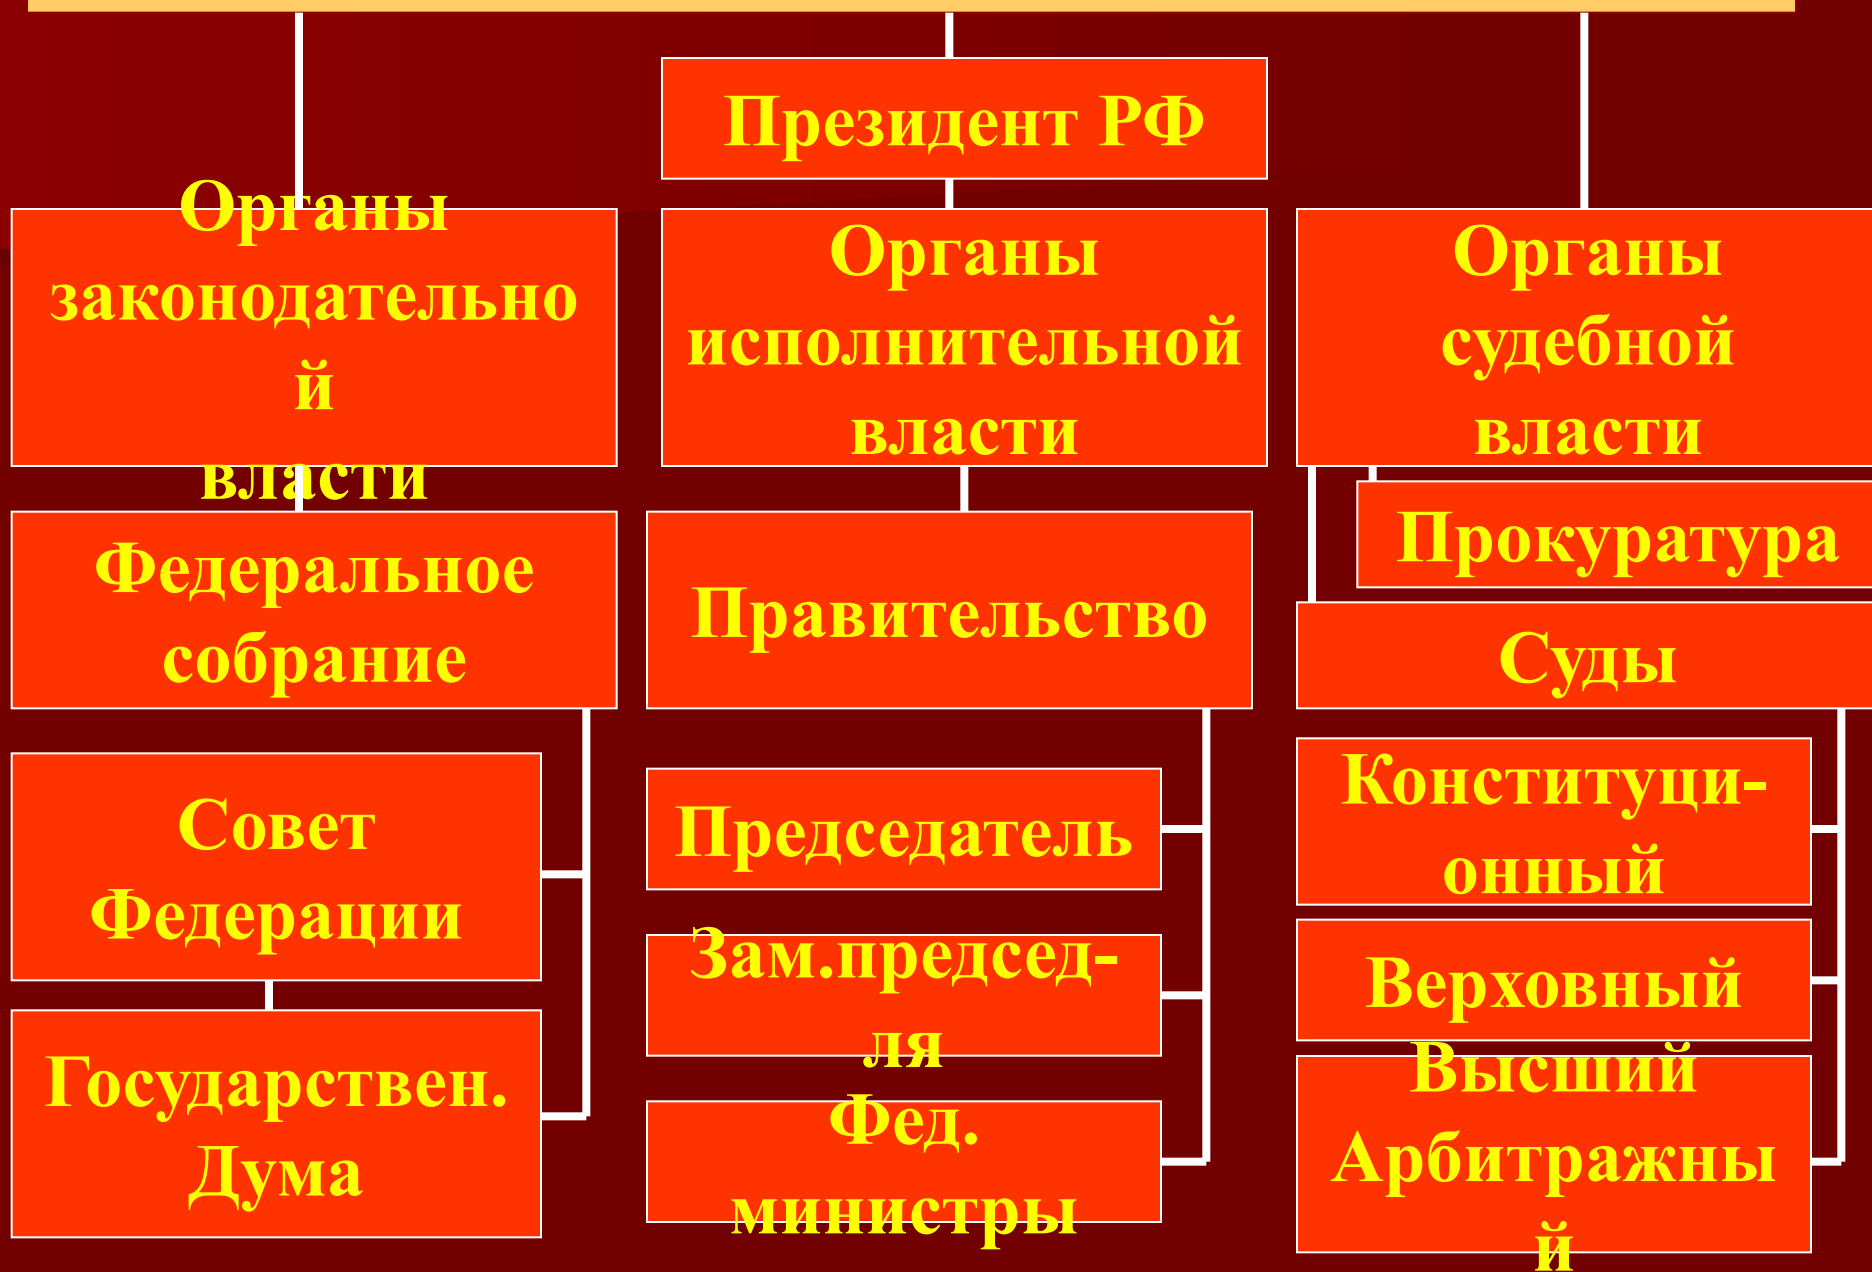 Президент РФ
Органы
законодательно
й
власти
Органы
исполнительной
власти
Органы
судебной
власти
Федеральное
собрание
Правительство
Прокуратура
Суды
Совет
Федерации
Государствен.
Дума
Председатель
Зам.председ-
ля
Фед.
министры
Конституци-
онный
Верховный
Высший
Арбитражны
й